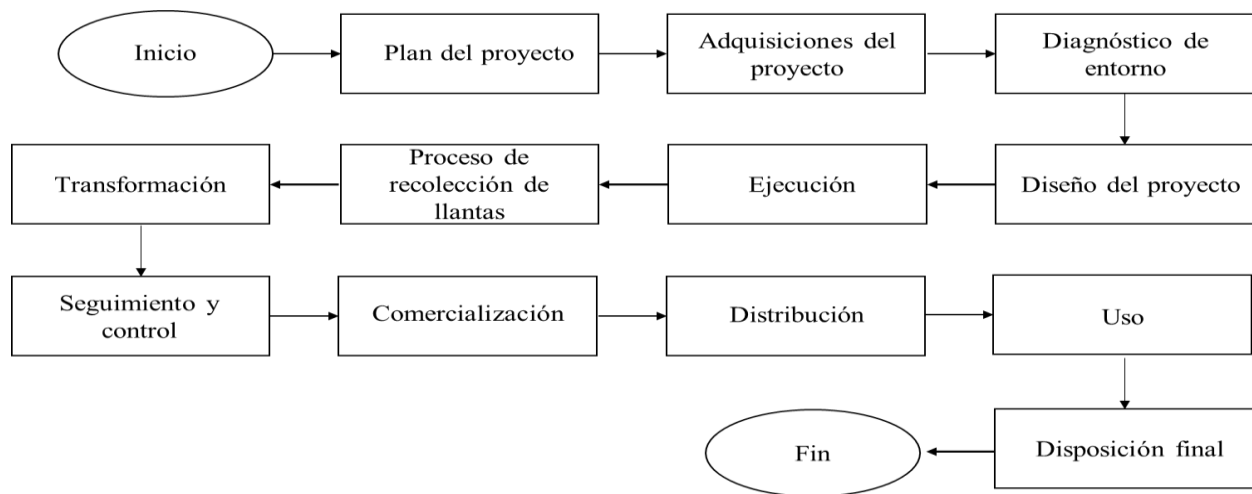 Inicio
Plan del proyecto
Adquisiciones del
proyecto
Diagnóstico de
entorno
Diseño del proyecto
Ejecución
Proceso de
recolección de
llantas
Transformación
Seguimiento y
control
Comercialización
Distribución
Uso
Disposición final
Fin